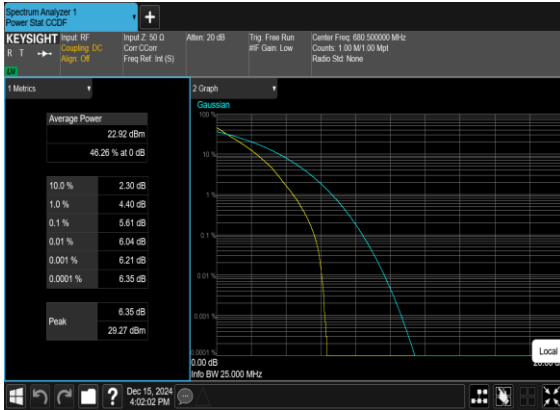 Spectrum Analyzer 1
Power Stat CCDF
KEYSIGHT
R T
LXI
Input: RF
Coupling: DC
Align: Off
Input Z: 50 Ω
Corr CCorr
Freq Ref: Int (S)
Atten: 20 dB
Trig: Free Run
#IF Gain: Low
Center Freq: 680.500000 MHz
Counts: 1.00 M/1.00 Mpt
Radio Std: None
1 Metrics
Average Power
22.92 dBm
46.26 % at 0 dB
10.0 % 2.30 dB
1.0 % 4.40 dB
0.1 % 5.61 dB
0.01 % 6.04 dB
0.001 % 6.21 dB
0.0001 % 6.35 dB
Peak
6.35 dB
29.27 dBm
2 Graph
Gaussian
100 %
10 %
1 %
0.1 %
0.01 %
0.001 %
0.0001 %
0.00 dB
Info BW 25.000 MHz
Local
Dec 15, 2024
4:02:02 PM